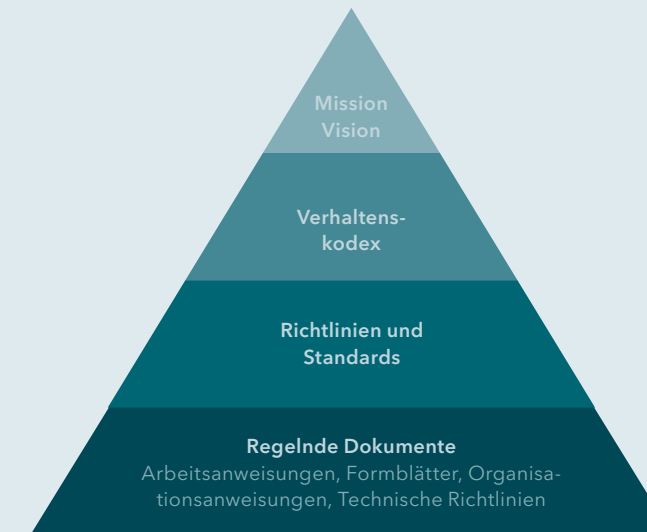 Mission
Vision
Verhaltens-
kodex
Richtlinien und
Standards
Regelnde Dokumente
Arbeitsanweisungen, Formblätter, Organisa-
tionsanweisungen, Technische Richtlinien